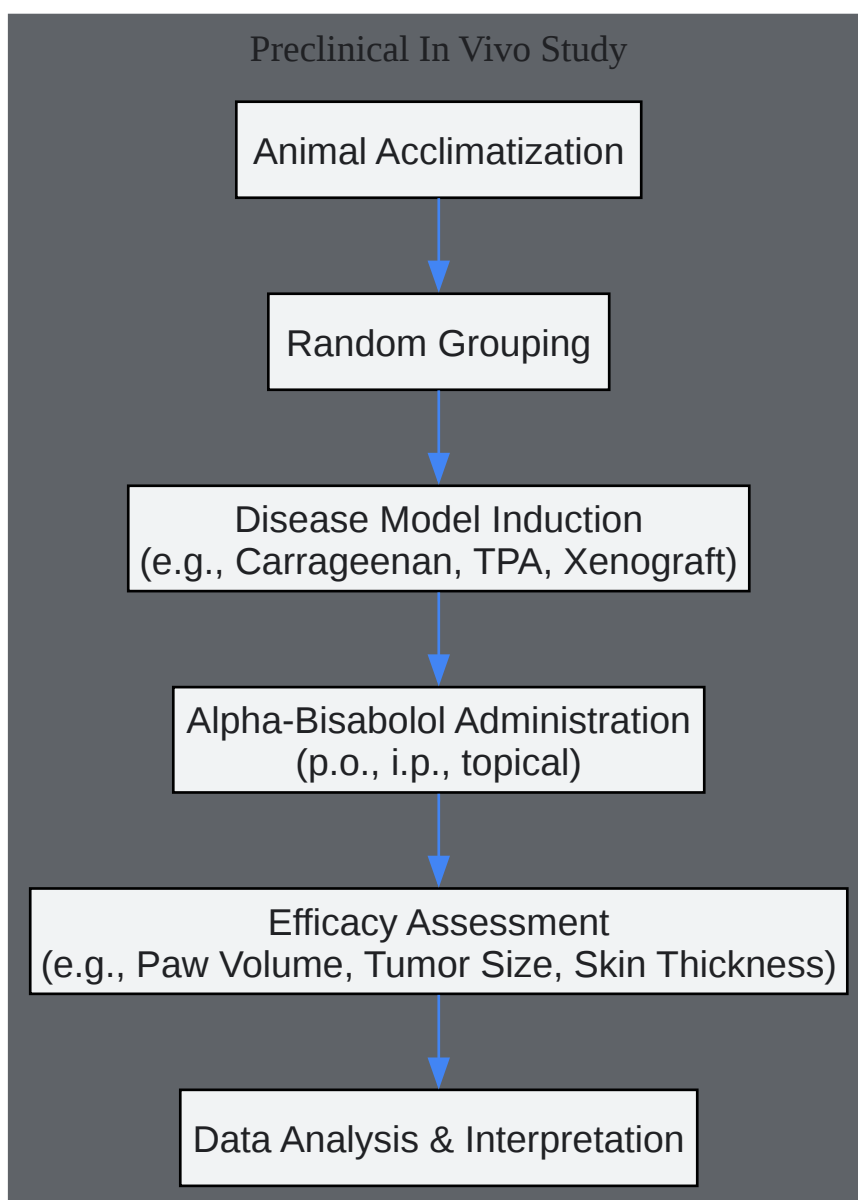 Preclinical In Vivo Study
Animal Acclimatization
Random Grouping
Disease Model Induction
(e.g., Carrageenan, TPA, Xenograft)
Alpha-Bisabolol Administration
(p.o., i.p., topical)
Efficacy Assessment
(e.g., Paw Volume, Tumor Size, Skin Thickness)
Data Analysis & Interpretation